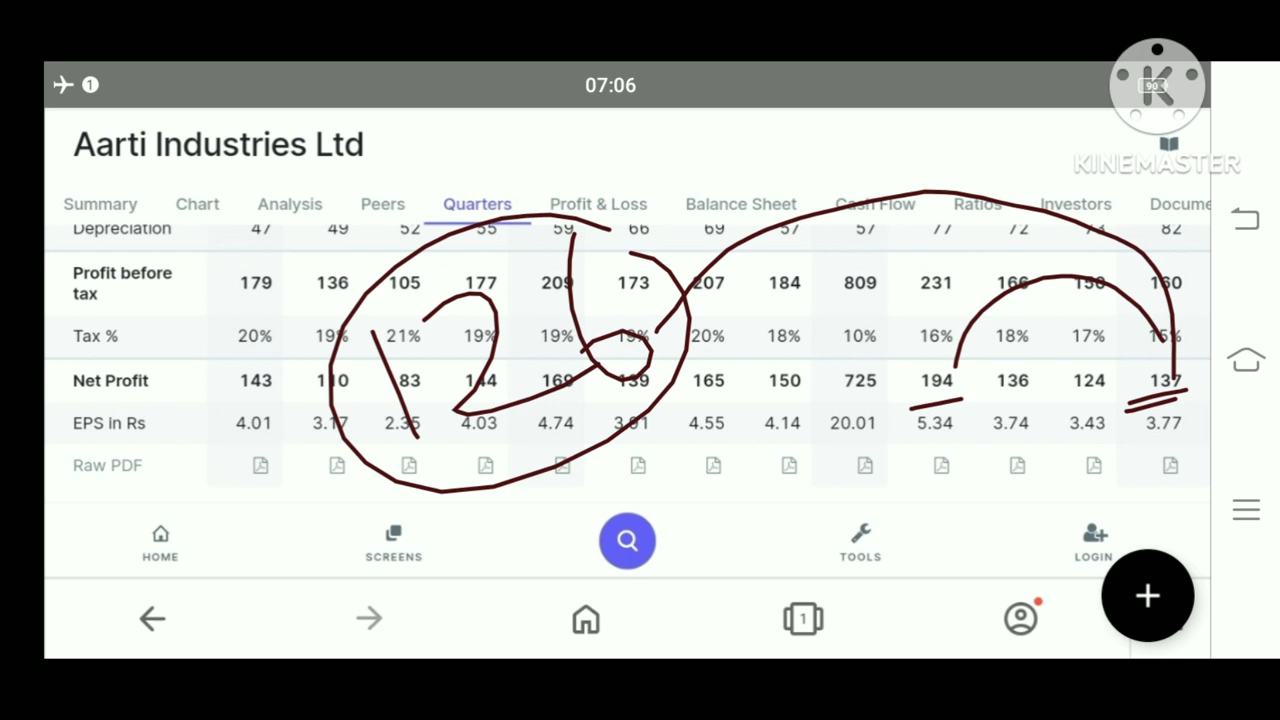 1 07:06 90
KINEMASTER
Aarti Industries Ltd
Summary Chart Analysis Peers Quarters Profit & Loss Balance Sheet Cash Flow Ratios Investors Docume
Depreciation 47 49 52 55 59 66 69 57 57 77 72 73 82
Profit before tax 179 136 105 177 209 173 207 184 809 231 166 150 160
Tax % 20% 19% 21% 19% 19% 19% 20% 18% 10% 16% 18% 17% 15%
Net Profit 143 110 83 144 169 139 165 150 725 194 136 124 137
EPS in Rs 4.01 3.17 2.35 4.03 4.74 3.91 4.55 4.14 20.01 5.34 3.74 3.43 3.77
Raw PDF
HOME SCREENS TOOLS LOGIN
1